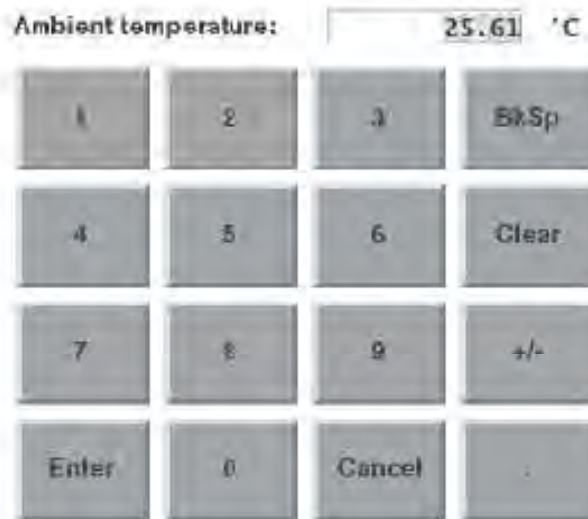 Ambient temperature: 25.61 'C
1 2 3 BkSp
4 5 6 Clear
7 8 9 +/-
Enter 0 Cancel .